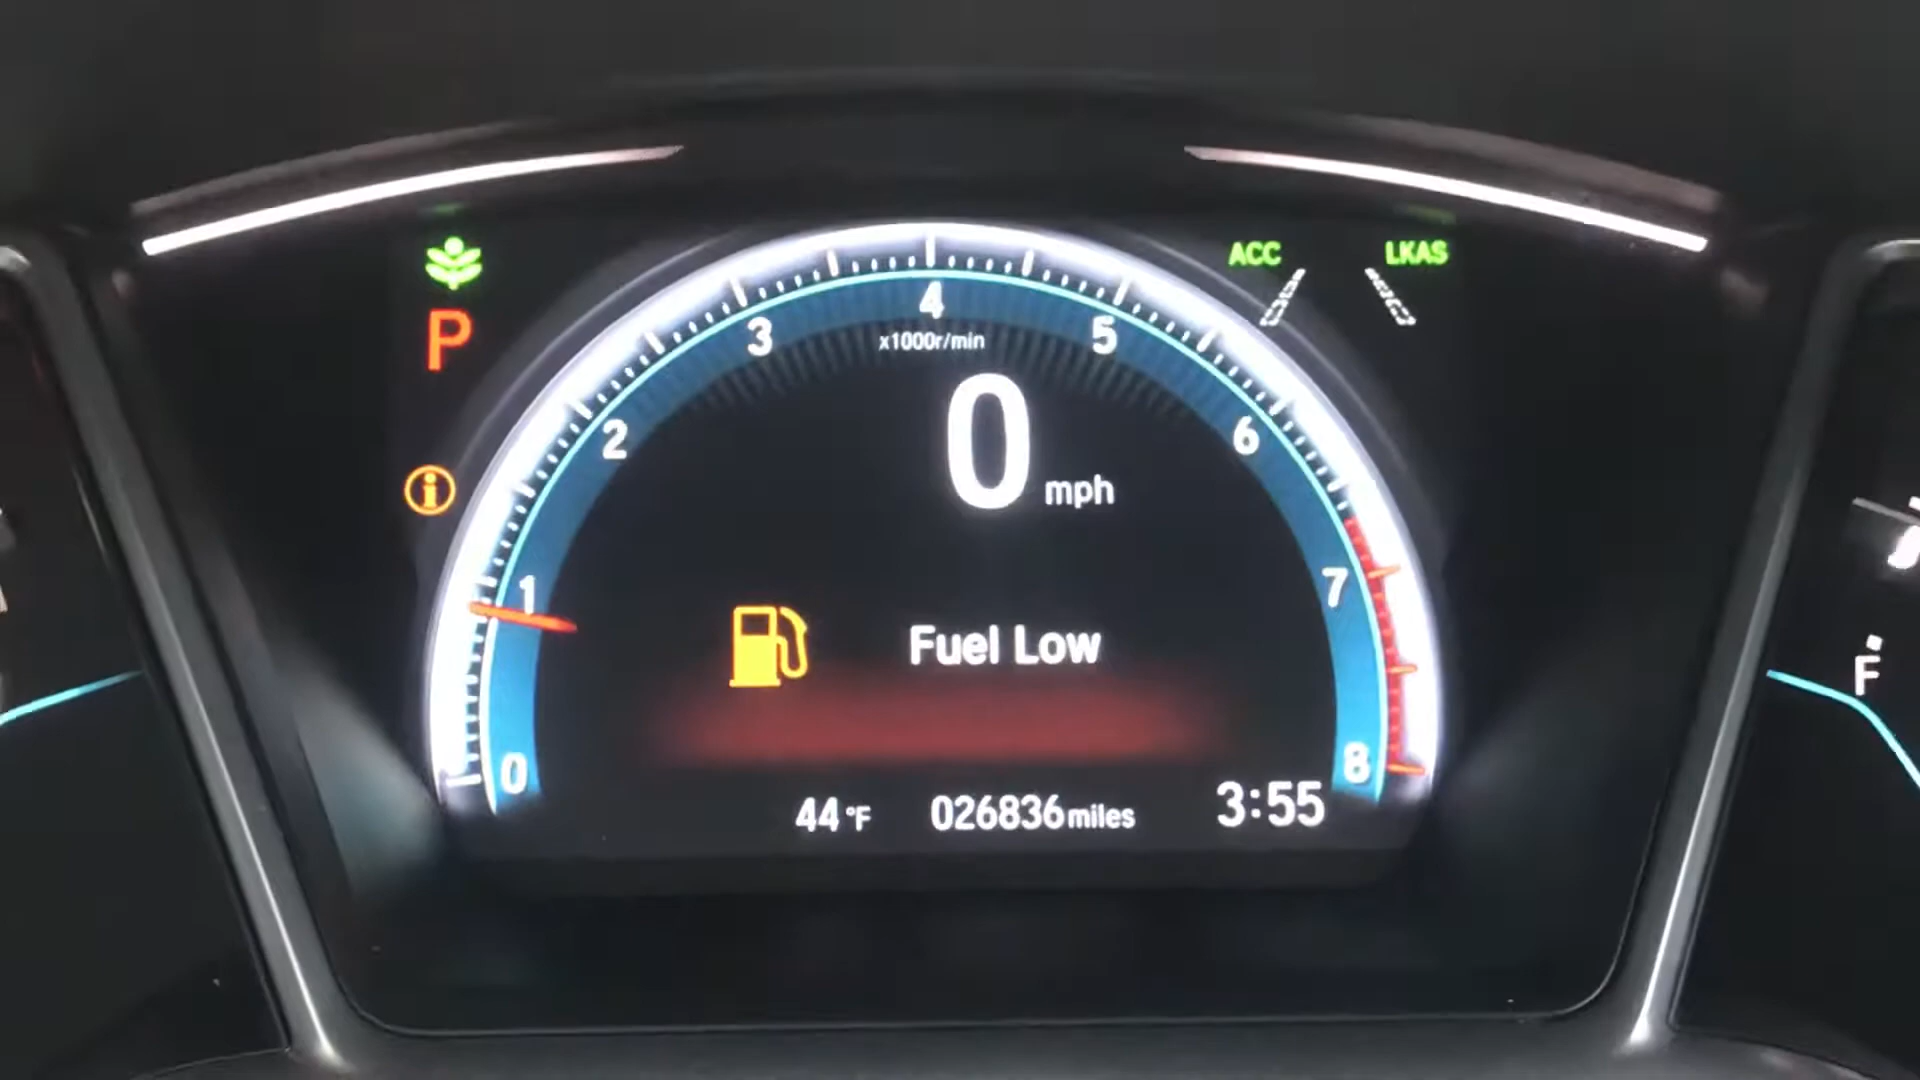 ACC LKAS
P
4
3 5
x1000r/min
2 0 mph 6
1 7
Fuel Low
F
0 8
44 °F 026836 miles 3:55